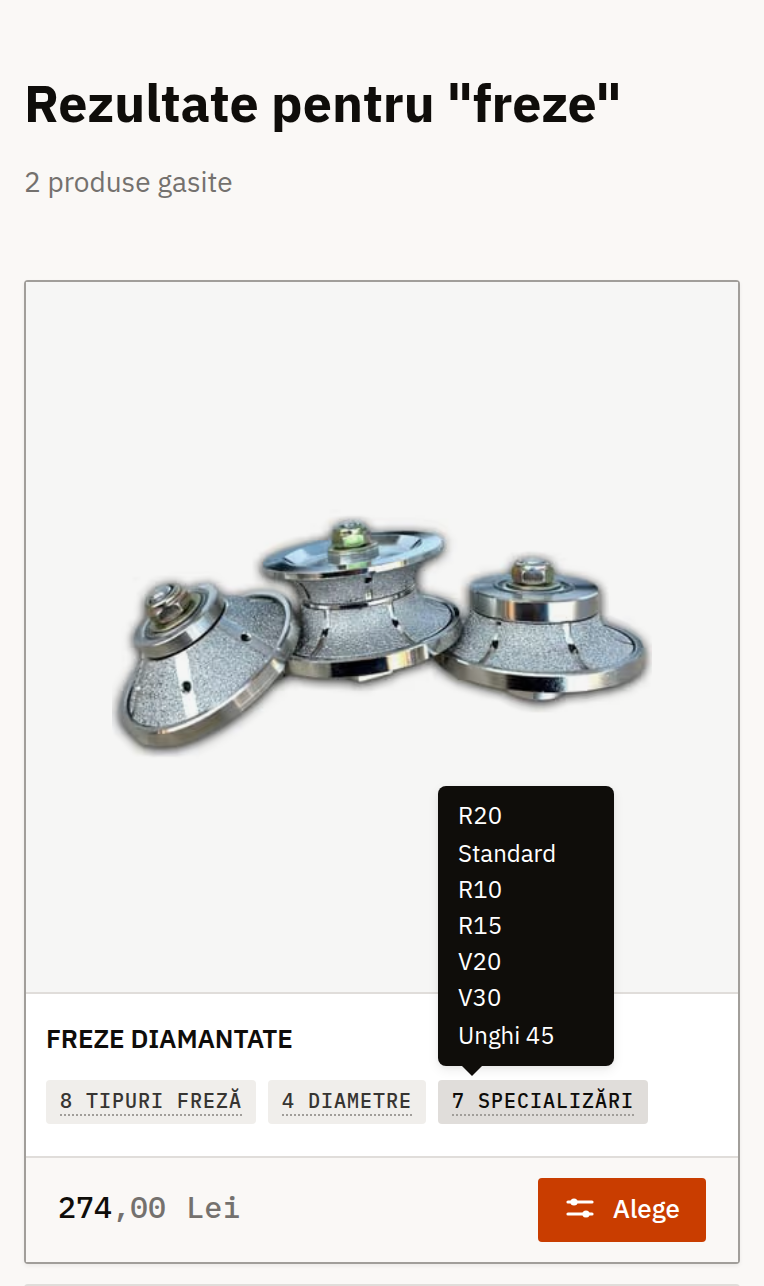 Rezultate pentru "freze"
2 produse gasite
R20
Standard
R10
R15
V20
V30
Unghi 45
FREZE DIAMANTATE
8 TIPURI FREZĂ 4 DIAMETRE 7 SPECIALIZĂRI
274,00 Lei Alege